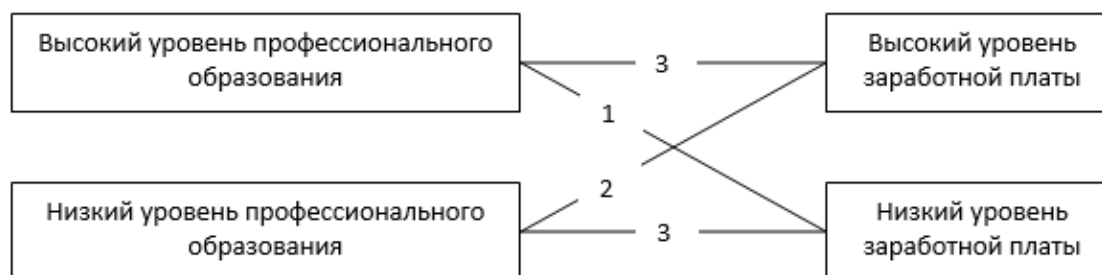 Высокий уровень профессионального
образования
3
Высокий уровень
заработной платы
1
2
Низкий уровень профессионального
образования
3
Низкий уровень
заработной платы